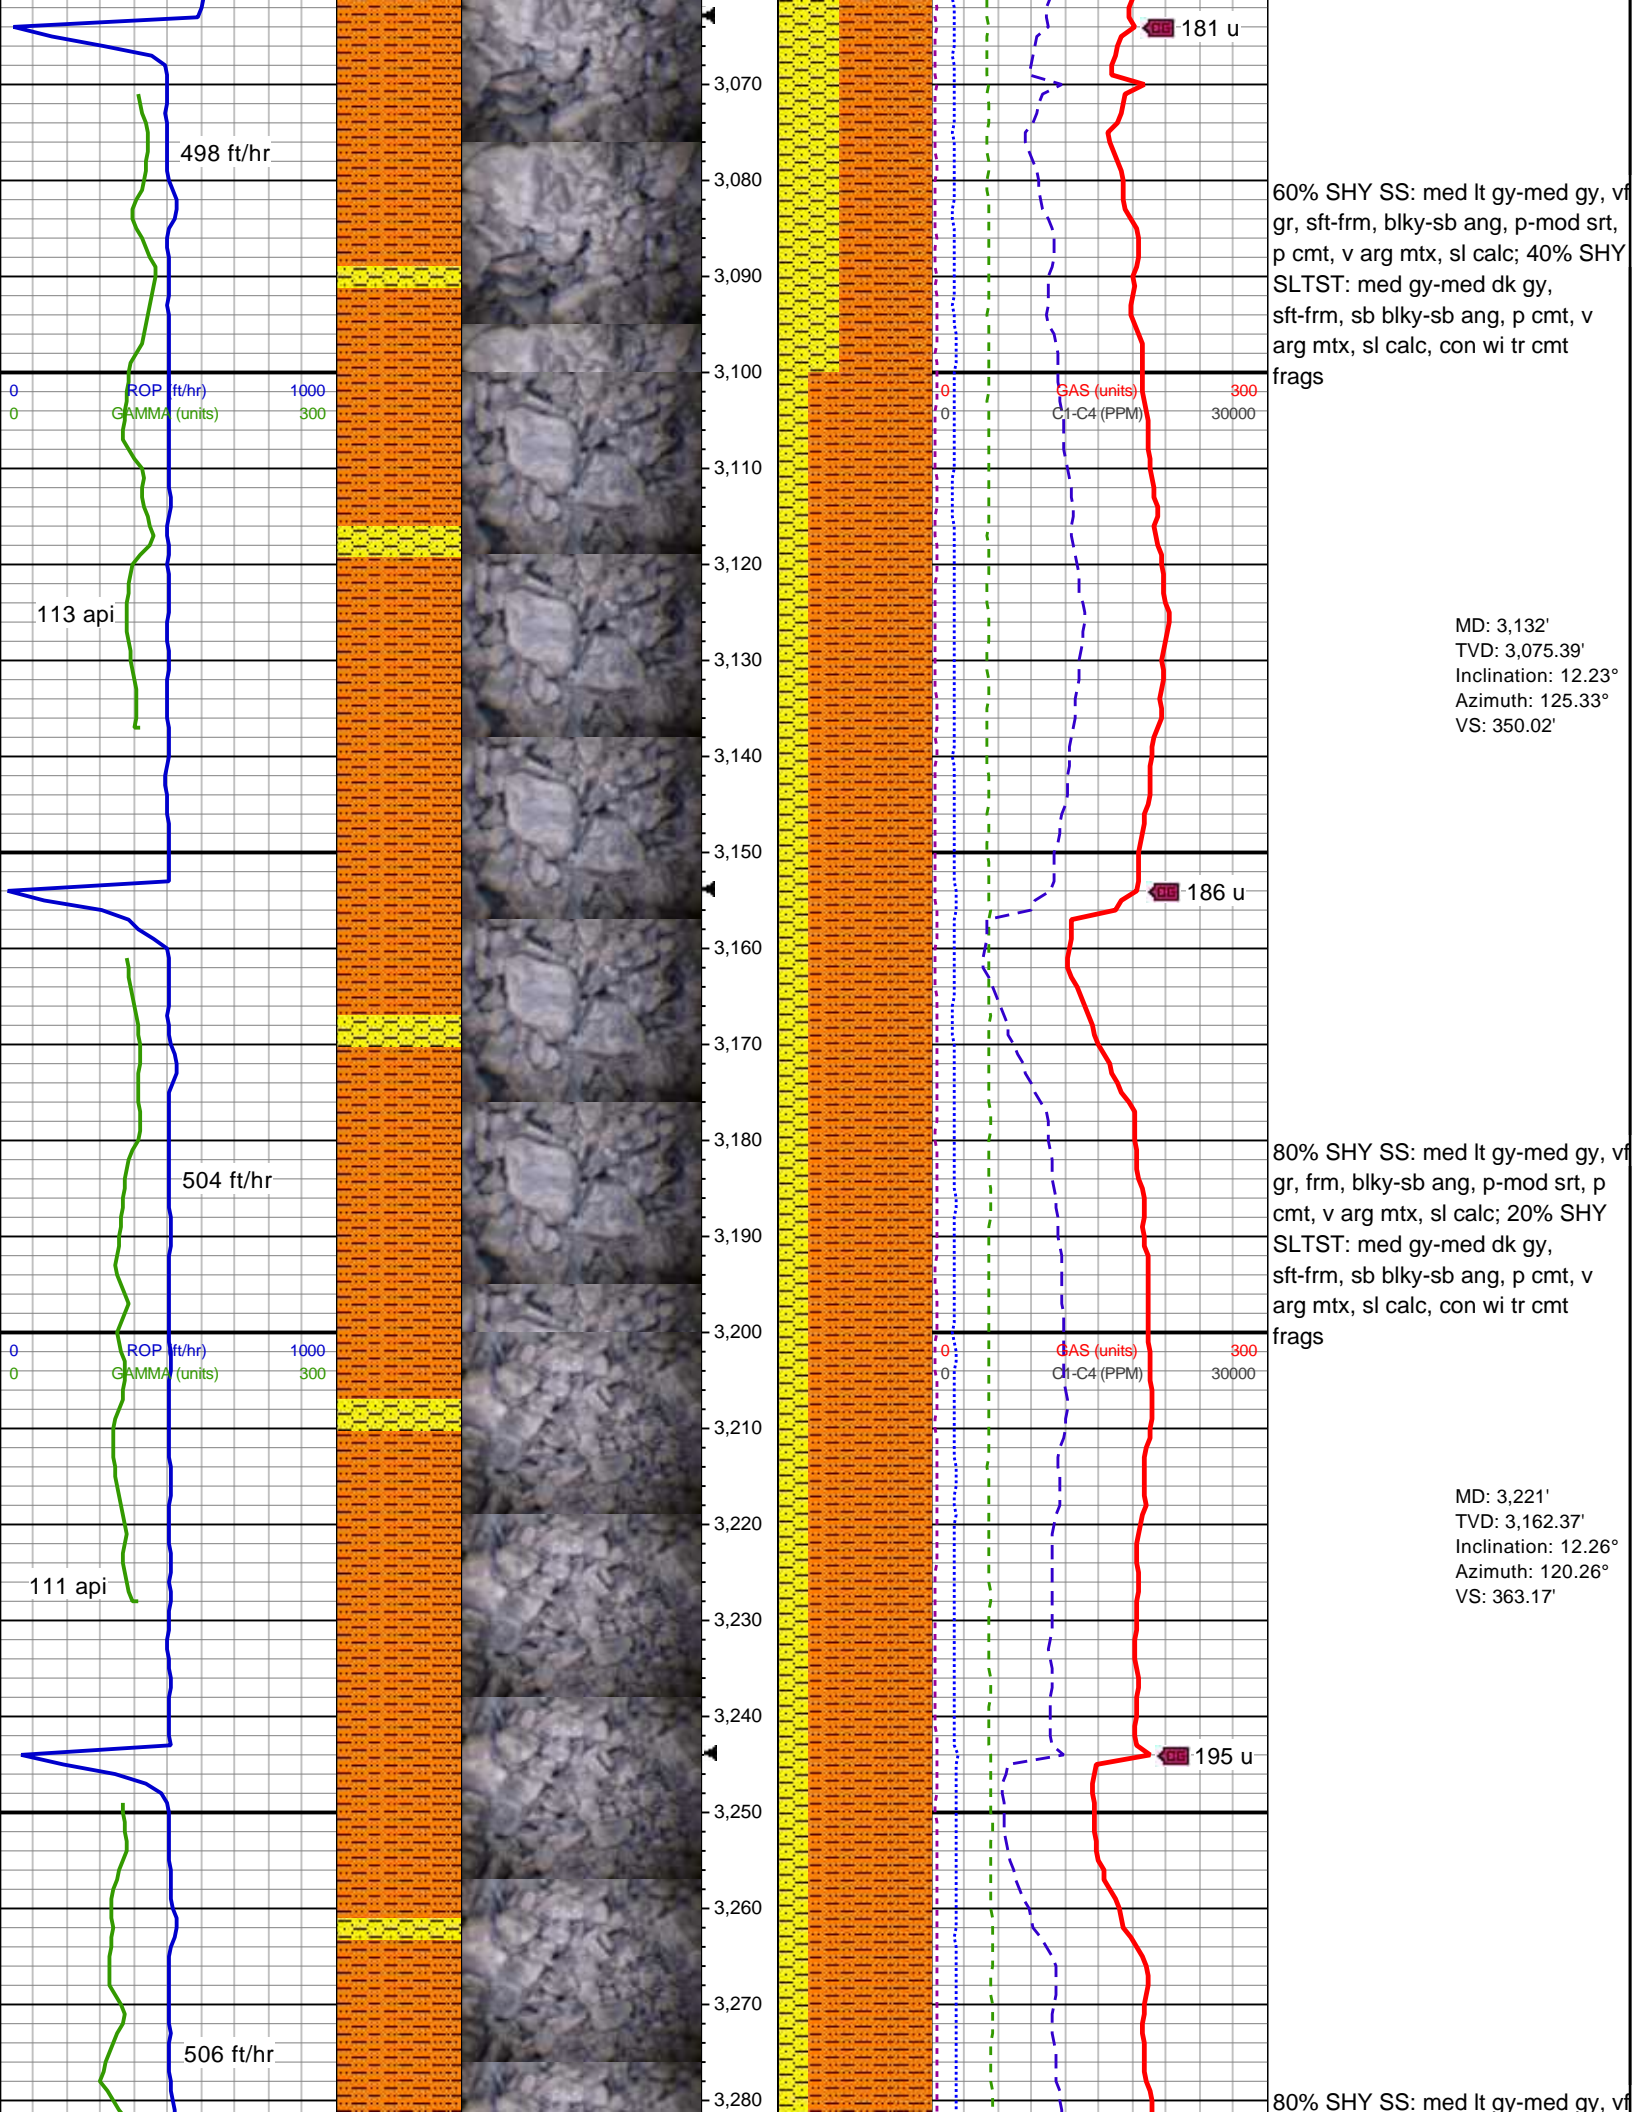 181 u
3,070
498 ft/hr
3,080
60% SHY SS: med lt gy-med gy, vf
gr, sft-frm, blky-sb ang, p-mod srt,
p cmt, v arg mtx, sl calc; 40% SHY
SLTST: med gy-med dk gy,
sft-frm, sb blky-sb ang, p cmt, v
arg mtx, sl calc, con wi tr cmt
frags
3,090
3,100
0 ROP (ft/hr) 1000
0 GAMMA (units) 300
0 GAS (units) 300
0 C1-C4 (PPM) 30000
3,110
3,120
113 api
MD: 3,132'
TVD: 3,075.39'
Inclination: 12.23°
Azimuth: 125.33°
VS: 350.02'
3,130
3,140
3,150
CG 186 u
3,160
3,170
3,180
80% SHY SS: med lt gy-med gy, vf
gr, frm, blky-sb ang, p-mod srt, p
cmt, v arg mtx, sl calc; 20% SHY
SLTST: med gy-med dk gy,
sft-frm, sb blky-sb ang, p cmt, v
arg mtx, sl calc, con wi tr cmt
frags
504 ft/hr
3,190
3,200
0 ROP (ft/hr) 1000
0 GAMMA (units) 300
0 GAS (units) 300
0 C1-C4 (PPM) 30000
3,210
3,220
MD: 3,221'
TVD: 3,162.37'
Inclination: 12.26°
Azimuth: 120.26°
VS: 363.17'
111 api
3,230
3,240
CG 195 u
3,250
3,260
3,270
506 ft/hr
3,280
80% SHY SS: med lt gy-med gy, vf